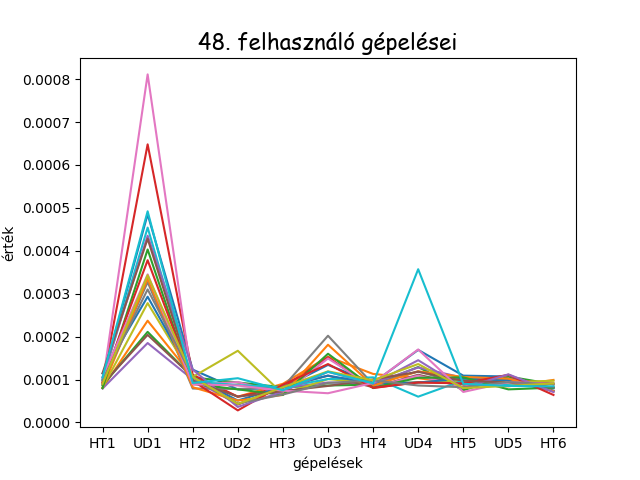 48. felhasználó gépelései
érték
0.0008
0.0007
0.0006
0.0005
0.0004
0.0003
0.0002
0.0001
0.0000
HT1 UD1 HT2 UD2 HT3 UD3 HT4 UD4 HT5 UD5 HT6
gépelések